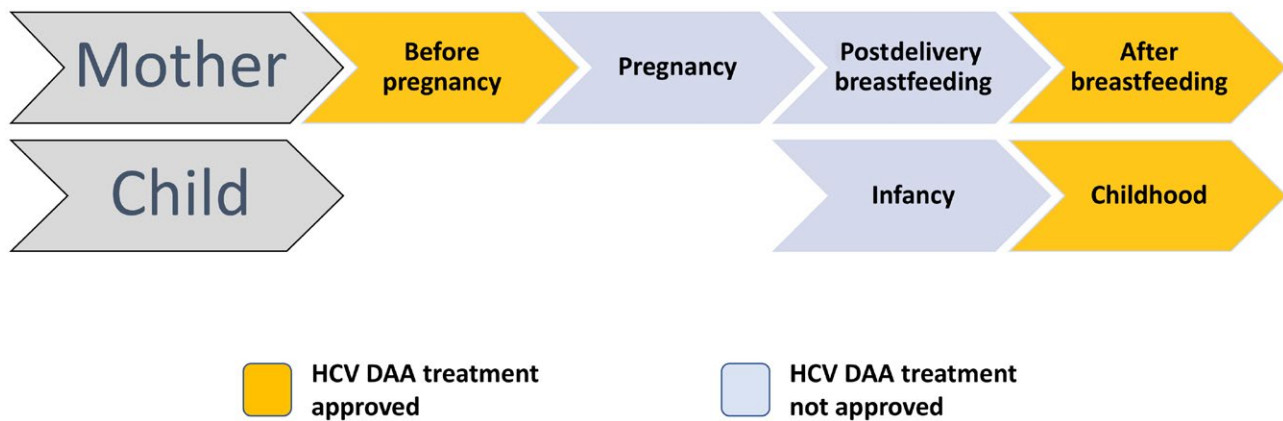 Mother
Before
pregnancy
Pregnancy
Postdelivery
breastfeeding
After
breastfeeding
Child
Infancy
Childhood
HCV DAA treatment
approved
HCV DAA treatment
not approved